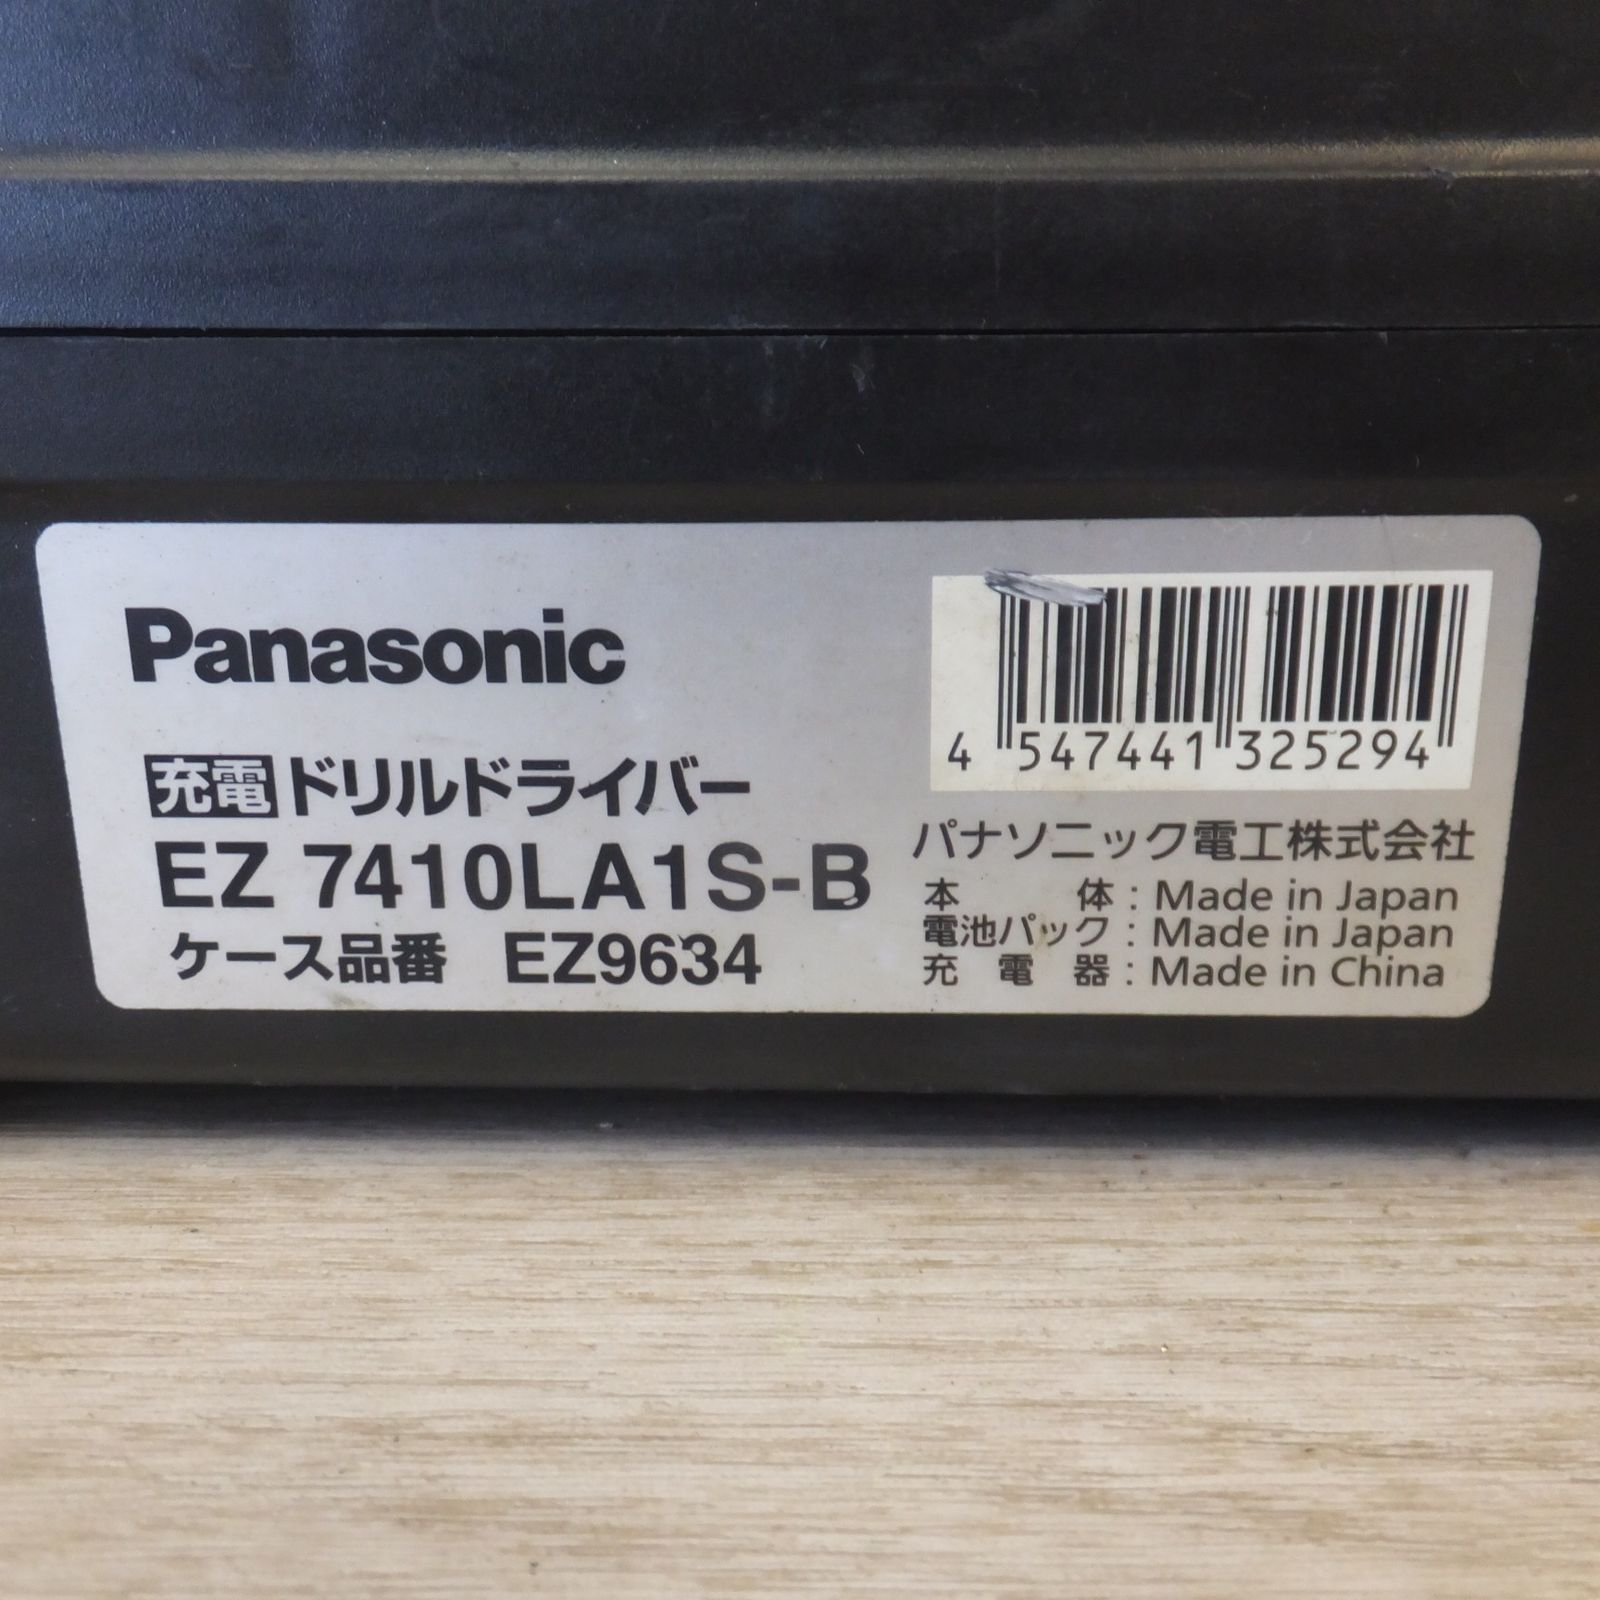 Panasonic
充電 ドリルドライバー
EZ 7410LA1S-B
ケース品番 EZ9634
4 547441 325294
パナソニック電工株式会社
本体 : Made in Japan
電池パック : Made in Japan
充電器 : Made in China